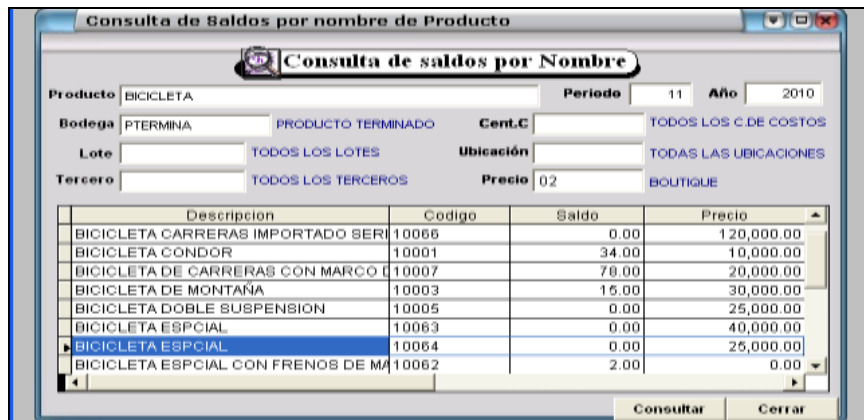 Consulta de Saldos por nombre de Producto
Consulta de saldos por Nombre
Producto BICICLETA Periodo 11 Año 2010
Bodega PTERMINA PRODUCTO TERMINADO Cent.C TODOS LOS C.DE COSTOS
Lote TODOS LOS LOTES Ubicación TODAS LAS UBICACIONES
Tercero TODOS LOS TERCEROS Precio 02 BOUTIQUE
Descripcion Codigo Saldo Precio
BICICLETA CARRERAS IMPORTADO SERI 10066 0.00 120,000.00
BICICLETA CONDOR 10001 34.00 10,000.00
BICICLETA DE CARRERAS CON MARCO D 10007 78.00 20,000.00
BICICLETA DE MONTAÑA 10003 15.00 30,000.00
BICICLETA DOBLE SUSPENSION 10005 0.00 25,000.00
BICICLETA ESPCIAL 10063 0.00 40,000.00
BICICLETA ESPCIAL 10064 0.00 25,000.00
BICICLETA ESPCIAL CON FRENOS DE MA 10062 2.00 0.00
Consultar Cerrar